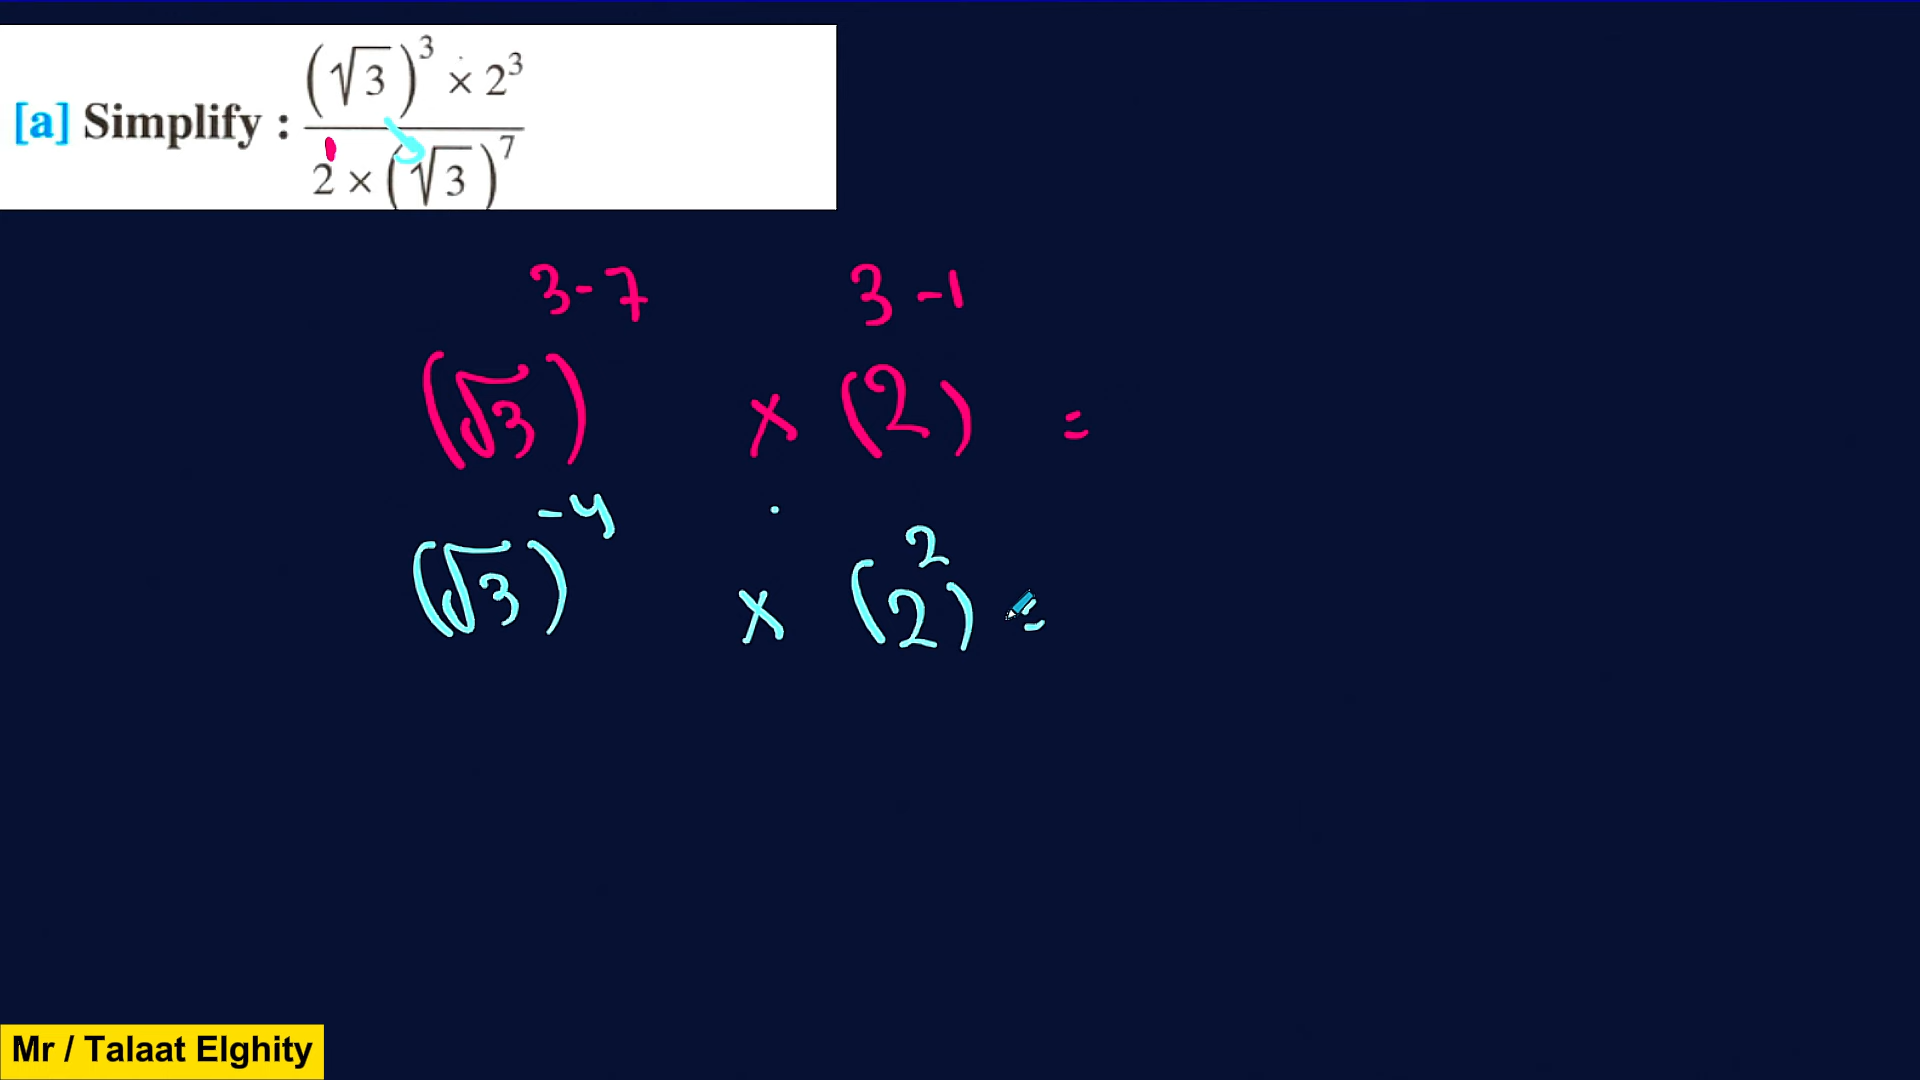 [a] Simplify : (√3)³ × 2³ / 2 × (√3)⁷
(√3)³⁻⁷ × (2)³⁻¹ =
(√3)⁻⁴ × (2)² =
Mr / Talaat Elghity